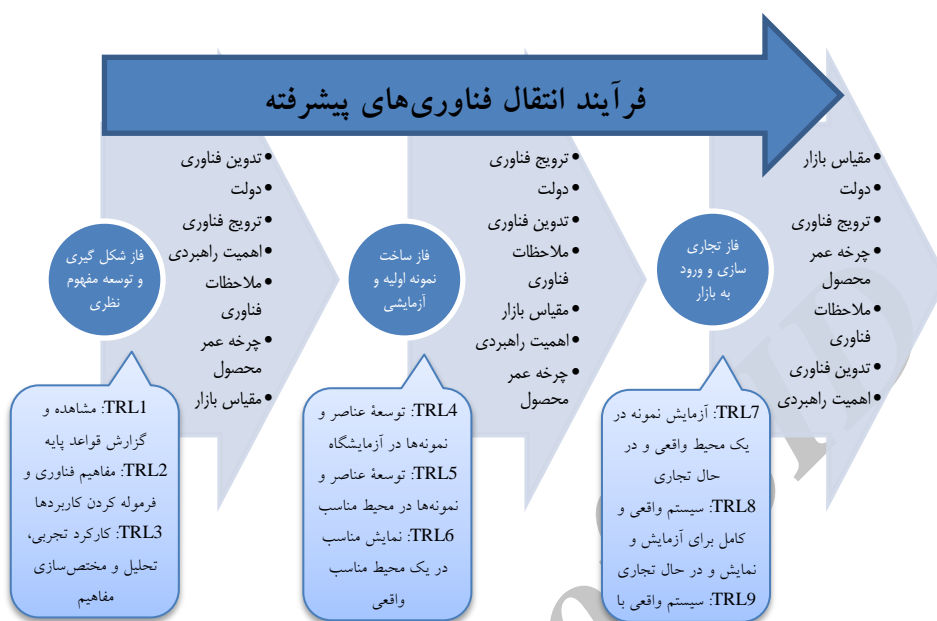 فرآیند انتقال فناوری‌های پیشرفته
فاز شکل گیری
و توسعه مفهوم
نظری
•تدوین فناوری
•دولت
•ترویج فناوری
•اهمیت راهبردی
•ملاحظات
فناوری
•چرخه عمر
محصول
•مقیاس بازار
TRL1: مشاهده و
گزارش قواعد پایه
TRL2: مفاهیم فناوری و
فرموله کردن کاربردها
TRL3: کارکرد تجربی،
تحلیل و مختص‌سازی
مفاهیم
فاز ساخت
نمونه اولیه و
آزمایشی
•ترویج فناوری
•دولت
•تدوین فناوری
•ملاحظات
فناوری
•مقیاس بازار
•اهمیت راهبردی
•چرخه عمر
محصول
TRL4: توسعهٔ عناصر و
نمونه‌ها در آزمایشگاه
TRL5: توسعهٔ عناصر و
نمونه‌ها در محیط مناسب
TRL6: نمایش مناسب
در یک محیط مناسب
واقعی
فاز تجاری
سازی و ورود
به بازار
•مقیاس بازار
•دولت
•ترویج فناوری
•چرخه عمر
محصول
•ملاحظات
فناوری
•تدوین فناوری
•اهمیت راهبردی
TRL7: آزمایش نمونه در
یک محیط واقعی و در
حال تجاری
TRL8: سیستم واقعی و
کامل برای آزمایش و
نمایش و در حال تجاری
TRL9: سیستم واقعی با